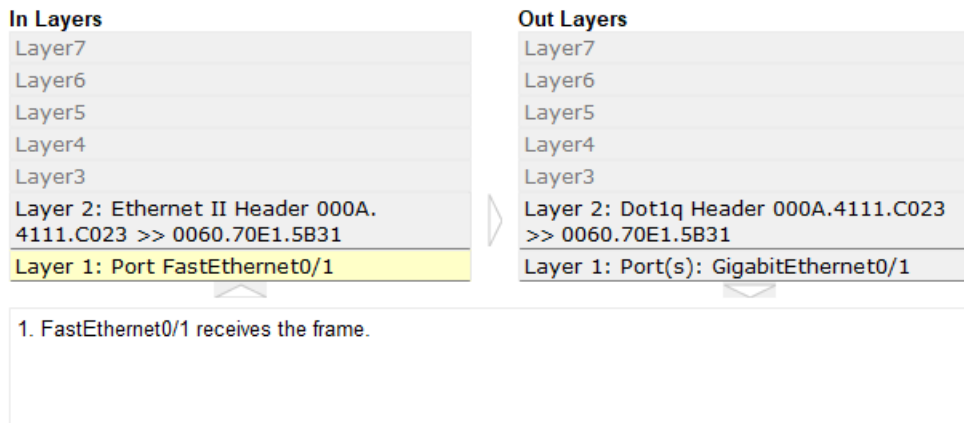 In Layers
Layer7
Layer6
Layer5
Layer4
Layer3
Layer 2: Ethernet II Header 000A.
4111.C023 >> 0060.70E1.5B31
Layer 1: Port FastEthernet0/1
Out Layers
Layer7
Layer6
Layer5
Layer4
Layer3
Layer 2: Dot1q Header 000A.4111.C023
>> 0060.70E1.5B31
Layer 1: Port(s): GigabitEthernet0/1
1. FastEthernet0/1 receives the frame.